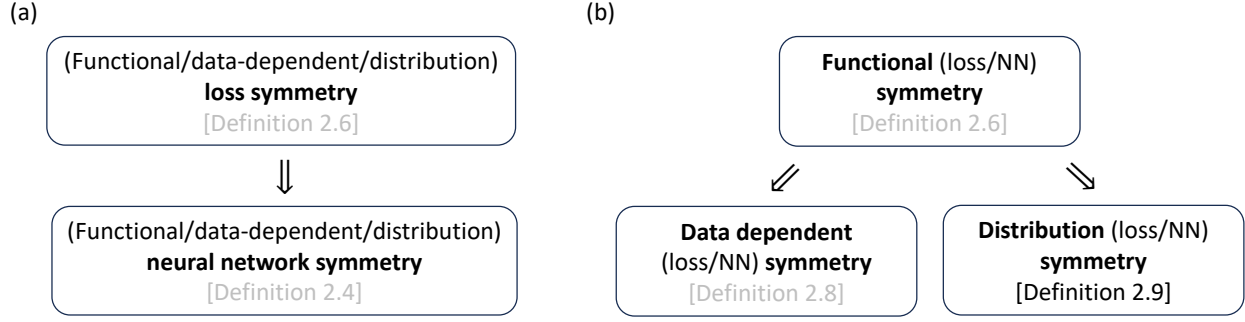 (a)
(Functional/data-dependent/distribution)
loss symmetry
[Definition 2.6]
⇓
(Functional/data-dependent/distribution)
neural network symmetry
[Definition 2.4]
(b)
Functional (loss/NN)
symmetry
[Definition 2.6]
⇙ ⇘
Data dependent
(loss/NN) symmetry
[Definition 2.8]
Distribution (loss/NN)
symmetry
[Definition 2.9]